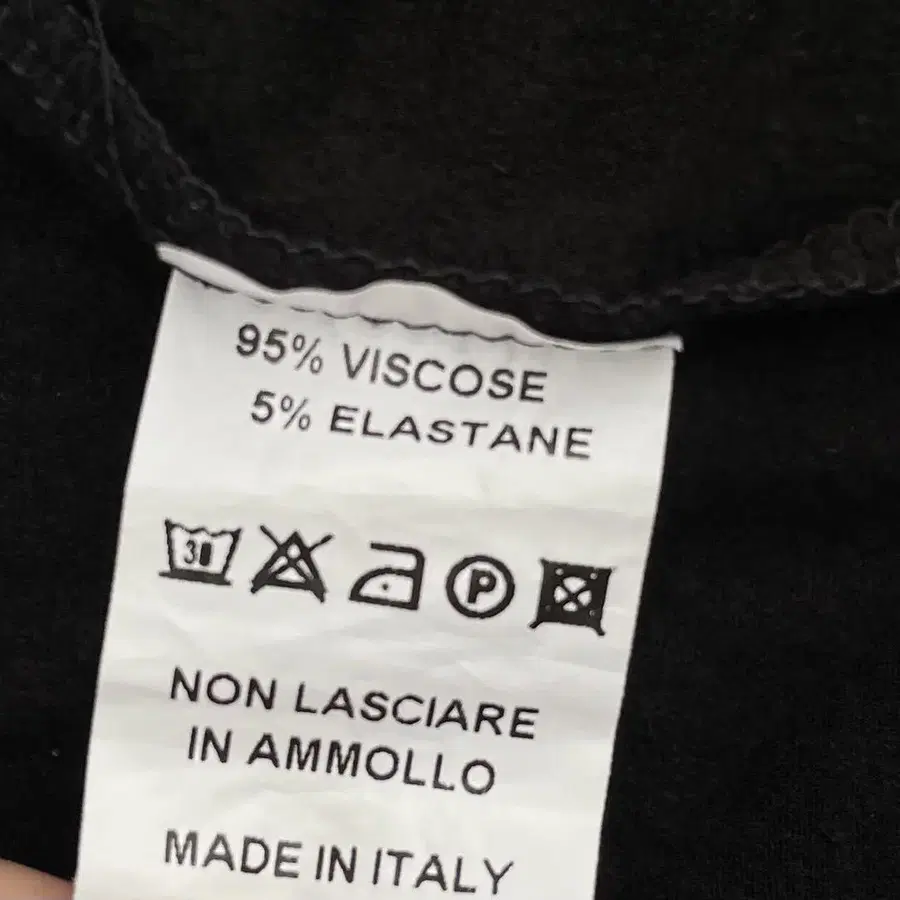 95% VISCOSE
5% ELASTANE
30 P
NON LASCIARE
IN AMMOLLO
MADE IN ITALY